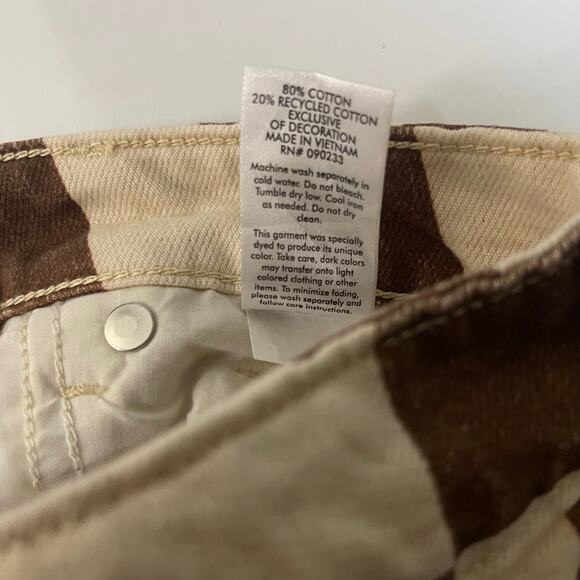 80% COTTON
20% RECYCLED COTTON
EXCLUSIVE
OF DECORATION
MADE IN VIETNAM
RN# 090233
Machine wash separately in
cold water. Do not bleach.
Tumble dry low. Cool iron
as needed. Do not dry
clean.
This garment was specially
dyed to produce its unique
color. Take care, dark colors
may transfer onto light
colored clothing or other
items. To minimize fading,
please wash separately and
follow care instructions.